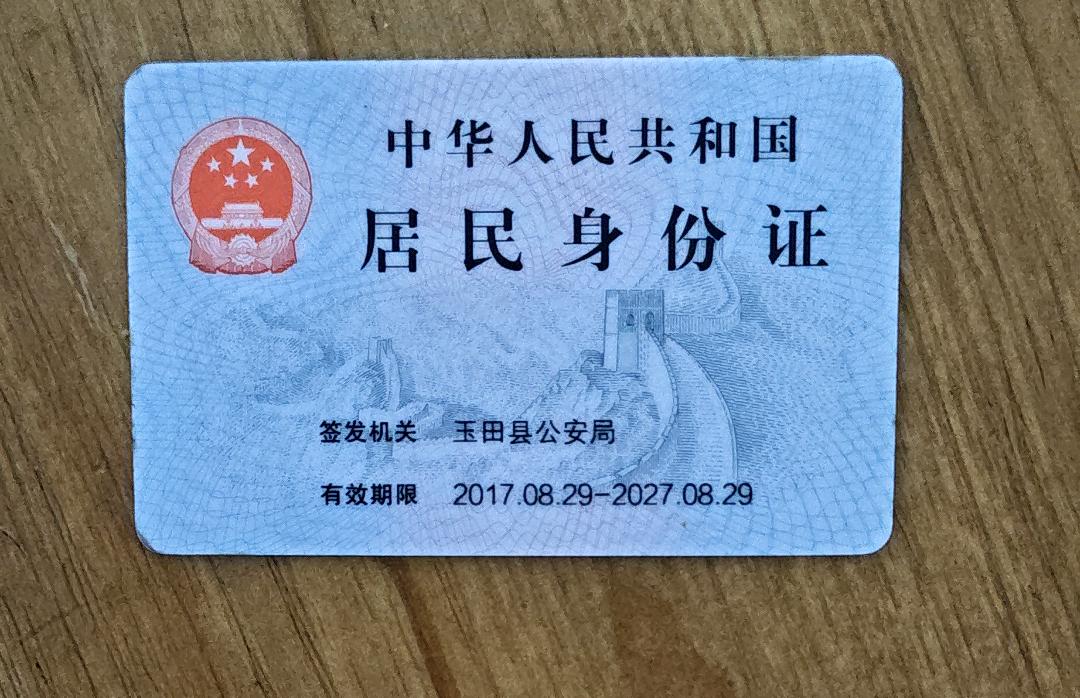 中华人民共和国
居民身份证
签发机关 玉田县公安局
有效期限 2017.08.29-2027.08.29